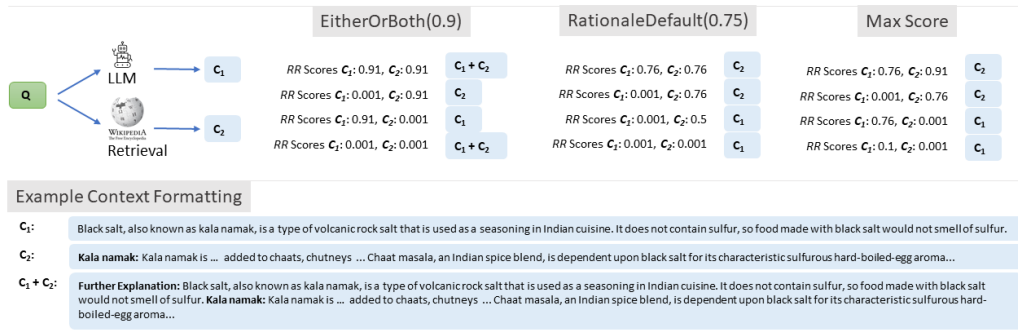 EitherOrBoth(0.9)
RationaleDefault(0.75)
Max Score
Q
LLM
WIKIPEDIA
The Free Encyclopedia
Retrieval
C1
C2
RR Scores C1: 0.91, C2: 0.91 C1 + C2
RR Scores C1: 0.001, C2: 0.91 C2
RR Scores C1: 0.91, C2: 0.001 C1
RR Scores C1: 0.001, C2: 0.001 C1 + C2
RR Scores C1: 0.76, C2: 0.76 C2
RR Scores C1: 0.001, C2: 0.76 C2
RR Scores C1: 0.001, C2: 0.5 C1
RR Scores C1: 0.001, C2: 0.001 C1
RR Scores C1: 0.76, C2: 0.91 C2
RR Scores C1: 0.001, C2: 0.76 C2
RR Scores C1: 0.76, C2: 0.001 C1
RR Scores C1: 0.1, C2: 0.001 C1
Example Context Formatting
C1: Black salt, also known as kala namak, is a type of volcanic rock salt that is used as a seasoning in Indian cuisine. It does not contain sulfur, so food made with black salt would not smell of sulfur.
C2: Kala namak: Kala namak is ... added to chaats, chutneys ... Chaat masala, an Indian spice blend, is dependent upon black salt for its characteristic sulfurous hard-boiled-egg aroma...
C1 + C2: Further Explanation: Black salt, also known as kala namak, is a type of volcanic rock salt that is used as a seasoning in Indian cuisine. It does not contain sulfur, so food made with black salt
would not smell of sulfur. Kala namak: Kala namak is ... added to chaats, chutneys ... Chaat masala, an Indian spice blend, is dependent upon black salt for its characteristic sulfurous hard-
boiled-egg aroma...